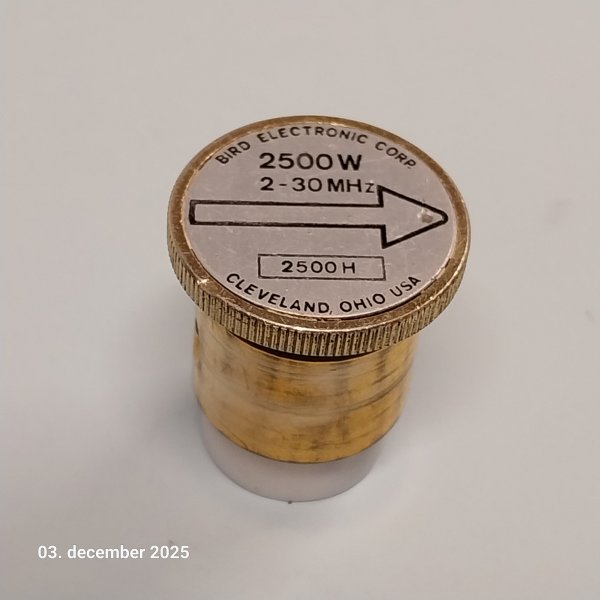 BIRD ELECTRONIC CORP.
2500W
2-30MHz
2500H
CLEVELAND, OHIO USA
03. december 2025